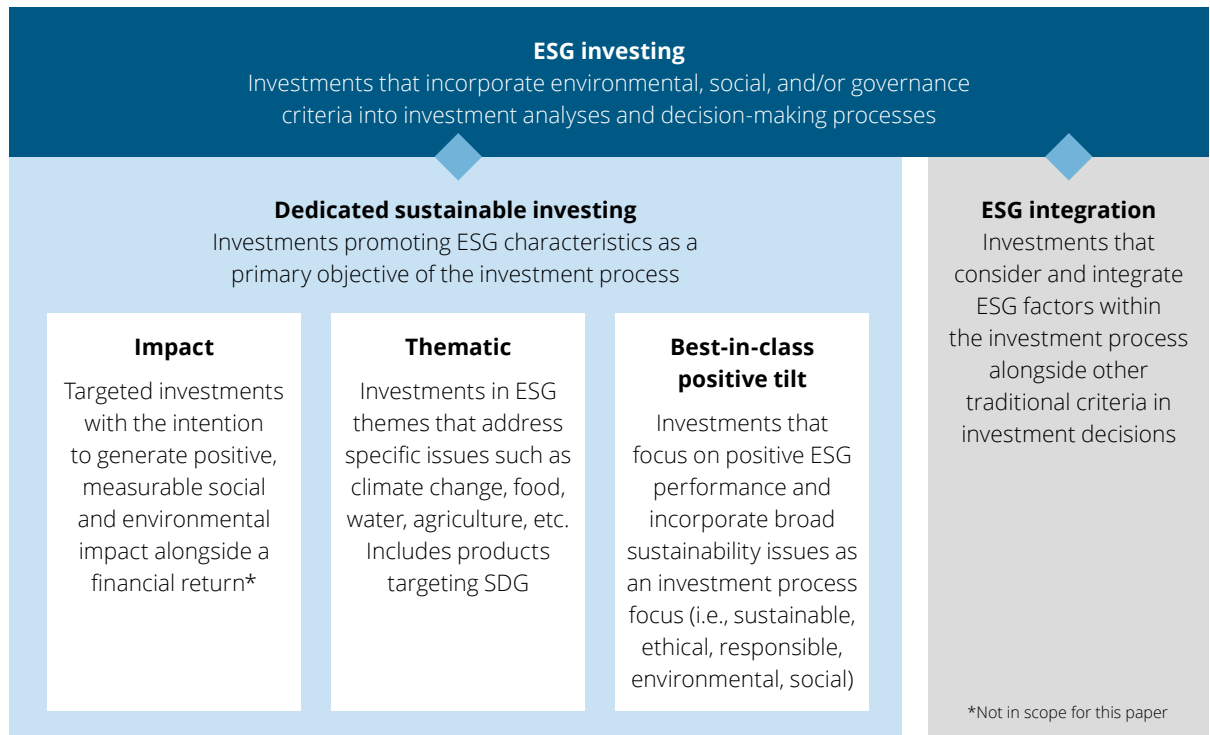 ESG investing
Investments that incorporate environmental, social, and/or governance
criteria into investment analyses and decision-making processes
Dedicated sustainable investing
Investments promoting ESG characteristics as a
primary objective of the investment process
Impact
Targeted investments
with the intention
to generate positive,
measurable social
and environmental
impact alongside a
financial return*
Thematic
Investments in ESG
themes that address
specific issues such as
climate change, food,
water, agriculture, etc.
Includes products
targeting SDG
Best-in-class
positive tilt
Investments that
focus on positive ESG
performance and
incorporate broad
sustainability issues as
an investment process
focus (i.e., sustainable,
ethical, responsible,
environmental, social)
ESG integration
Investments that
consider and integrate
ESG factors within
the investment process
alongside other
traditional criteria in
investment decisions
*Not in scope for this paper